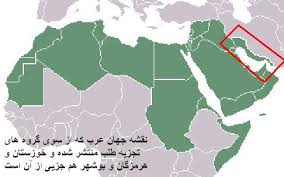 نقشه جهان عرب که از سوی گروه های
تجزیه طلب منتشر شده و خوزستان و
هرمزگان و بوشهر هم جزیی از آن است